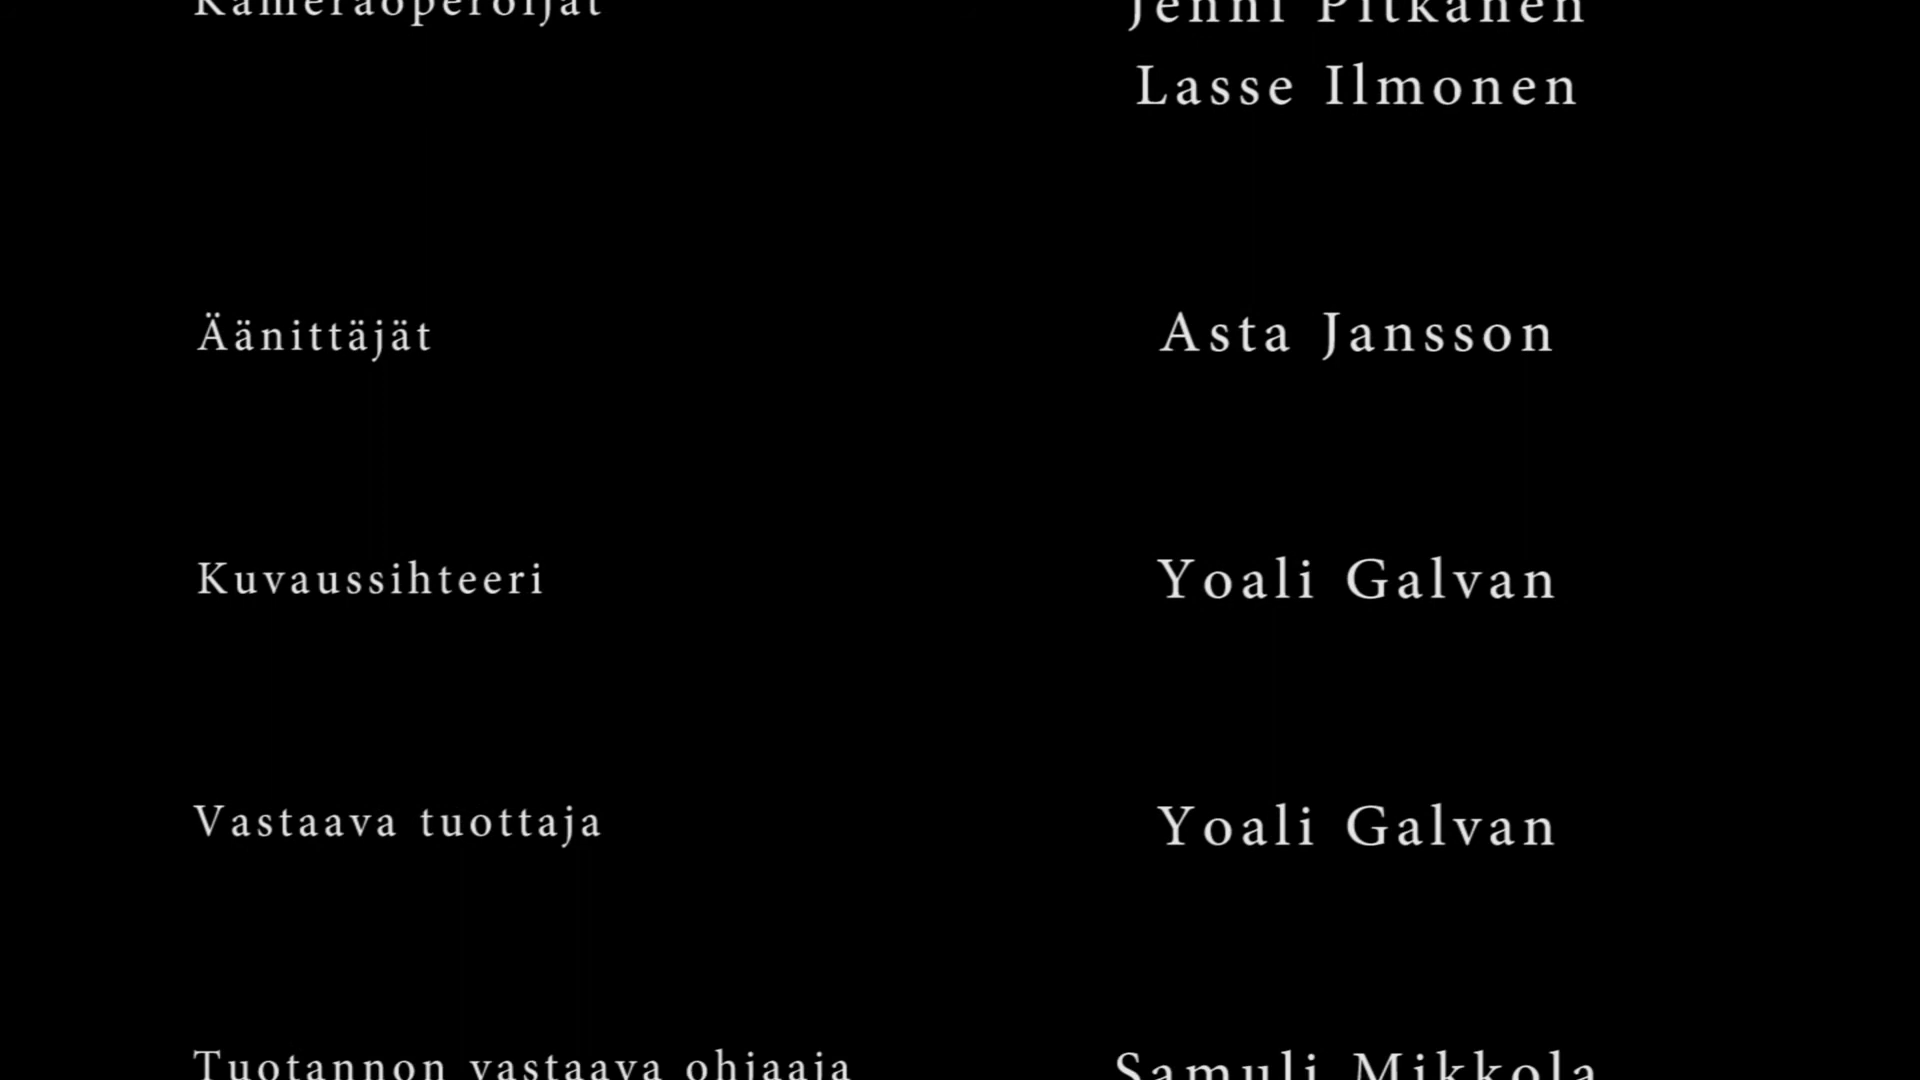 Kameraoperoijat
Jenni Pitkänen
Lasse Ilmonen
Äänittäjät
Asta Jansson
Kuvaussihteeri
Yoali Galvan
Vastaava tuottaja
Yoali Galvan
Tuotannon vastaava ohjaaja
Samuli Mikkola